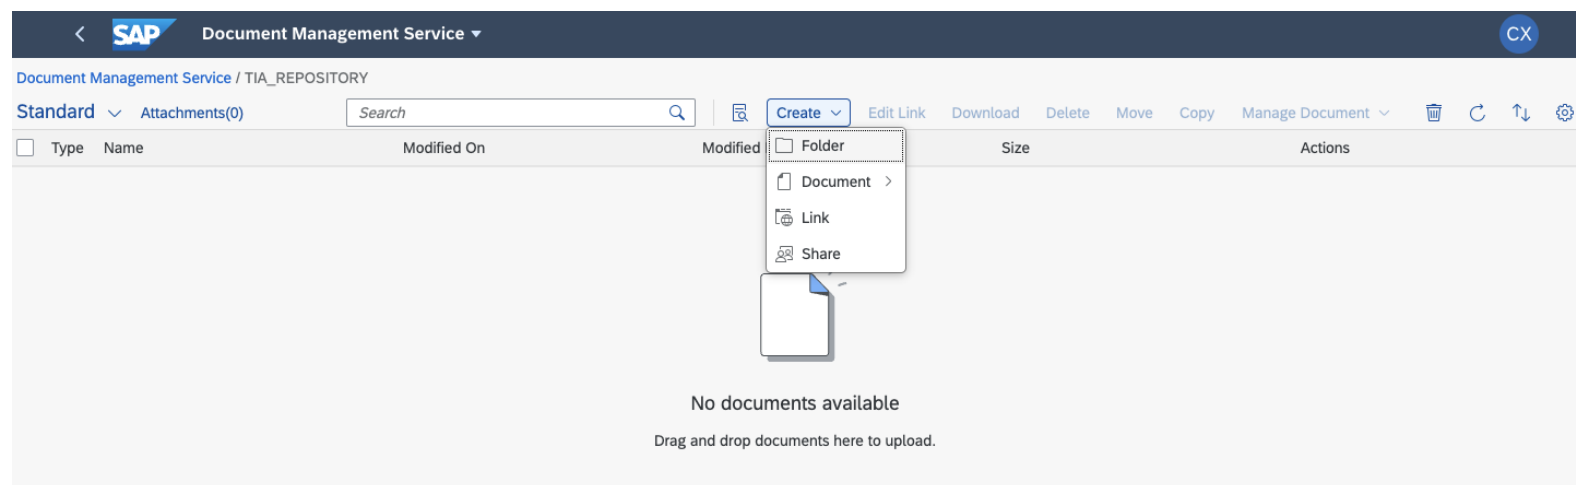 SAP Document Management Service
CX
Document Management Service / TIA_REPOSITORY
Standard Attachments(0) Search Create Edit Link Download Delete Move Copy Manage Document
Type Name Modified On Modified Size Actions
Folder
Document
Link
Share
No documents available
Drag and drop documents here to upload.